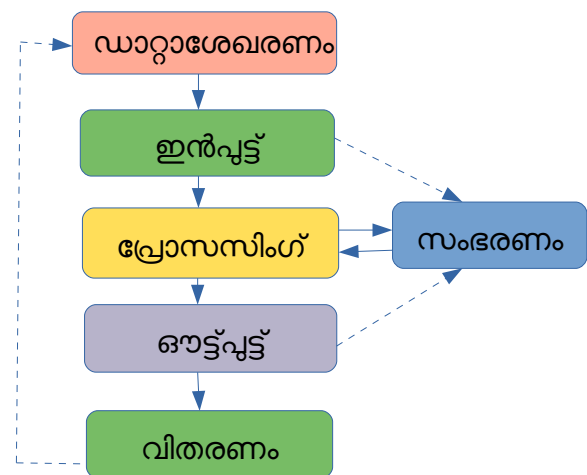 ഡാറ്റാശേഖരണം
ഇൻപുട്ട്
പ്രോസസിംഗ്
സംഭരണം
ഔട്ട്പുട്ട്
വിതരണം